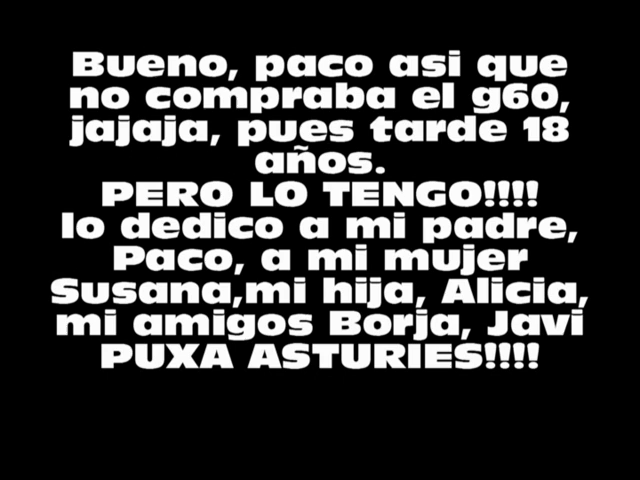 Bueno, paco asi que
no compraba el g60,
jajaja, pues tarde 18
años.
PERO LO TENGO!!!!
lo dedico a mi padre,
Paco, a mi mujer
Susana,mi hija, Alicia,
mi amigos Borja, Javi
PUXA ASTURIES!!!!